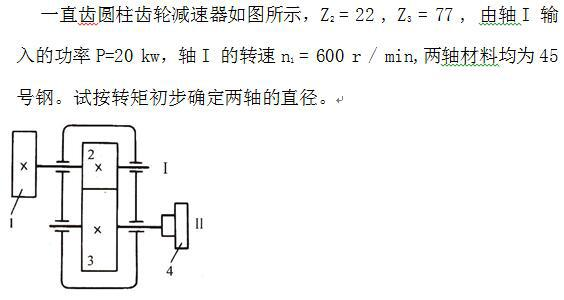 一直齿圆柱齿轮减速器如图所示，Z₂ = 22 , Z₃ = 77 , 由轴 I 输
入的功率 P=20 kw，轴 I 的转速 n₁ = 600 r / min, 两轴材料均为 45
号钢。试按转矩初步确定两轴的直径。↵
2
I
I
II
3
4